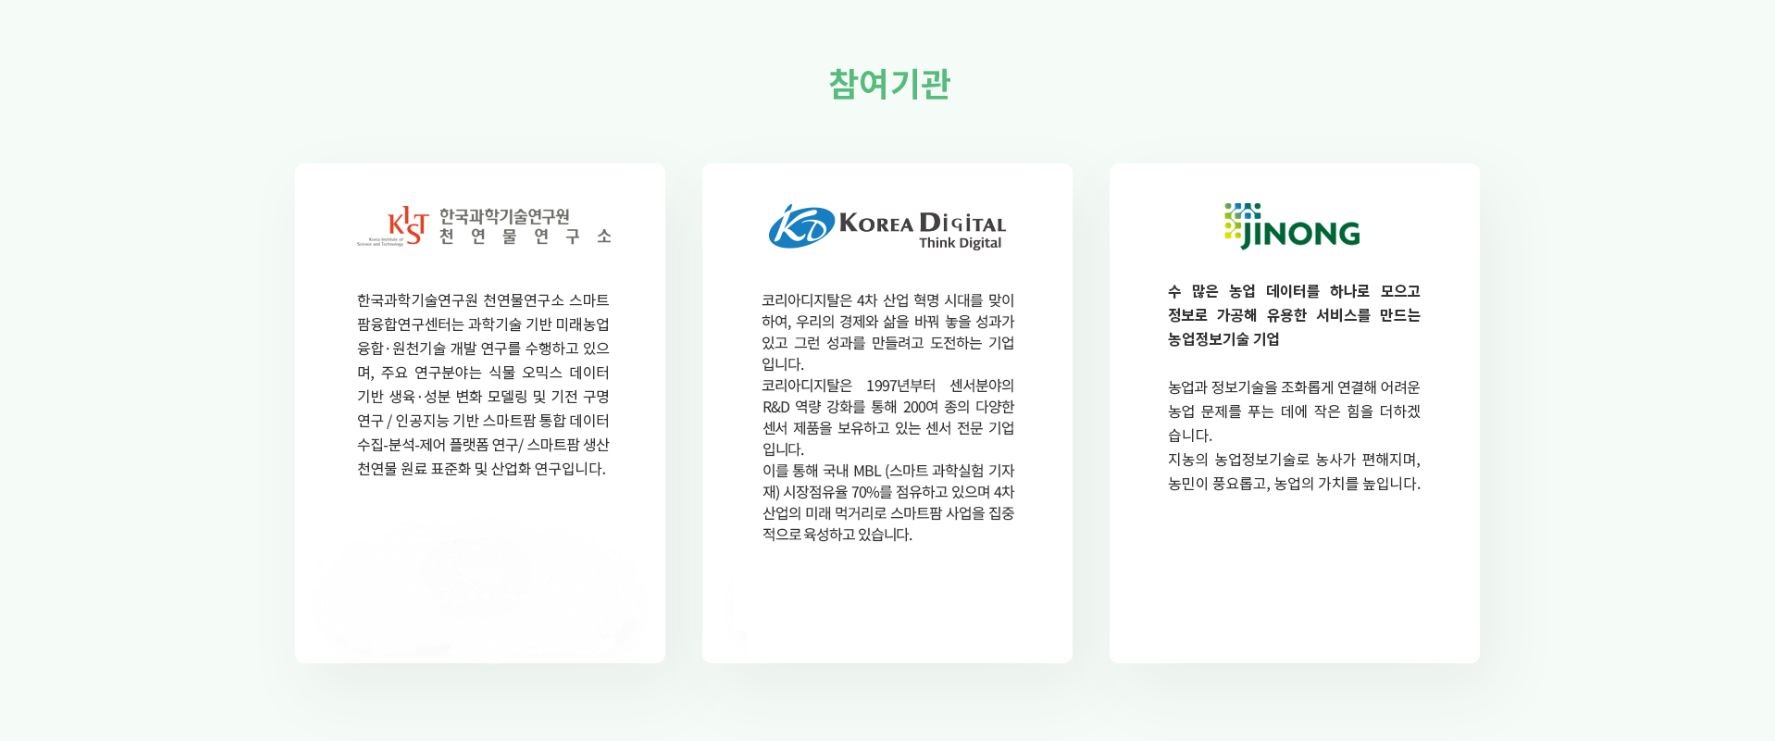 참여기관
KIST
Korea Institute of
Science and Technology
한국과학기술연구원
천 연 물 연 구 소
한국과학기술연구원 천연물연구소 스마트
팜융합연구센터는 과학기술 기반 미래농업
융합·원천기술 개발 연구를 수행하고 있으
며, 주요 연구분야는 식물 오믹스 데이터
기반 생육·성분 변화 모델링 및 기전 구명
연구 / 인공지능 기반 스마트팜 통합 데이터
수집-분석-제어 플랫폼 연구/ 스마트팜 생산
천연물 원료 표준화 및 산업화 연구입니다.
KD KOREA DIGITAL
Think Digital
코리아디지탈은 4차 산업 혁명 시대를 맞이
하여, 우리의 경제와 삶을 바꿔 놓을 성과가
있고 그런 성과를 만들려고 도전하는 기업
입니다.
코리아디지탈은 1997년부터 센서분야의
R&D 역량 강화를 통해 200여 종의 다양한
센서 제품을 보유하고 있는 센서 전문 기업
입니다.
이를 통해 국내 MBL (스마트 과학실험 기자
재) 시장점유율 70%를 점유하고 있으며 4차
산업의 미래 먹거리로 스마트팜 사업을 집중
적으로 육성하고 있습니다.
jiNONG
수 많은 농업 데이터를 하나로 모으고
정보로 가공해 유용한 서비스를 만드는
농업정보기술 기업
농업과 정보기술을 조화롭게 연결해 어려운
농업 문제를 푸는 데에 작은 힘을 더하겠
습니다.
지농의 농업정보기술로 농사가 편해지며,
농민이 풍요롭고, 농업의 가치를 높입니다.